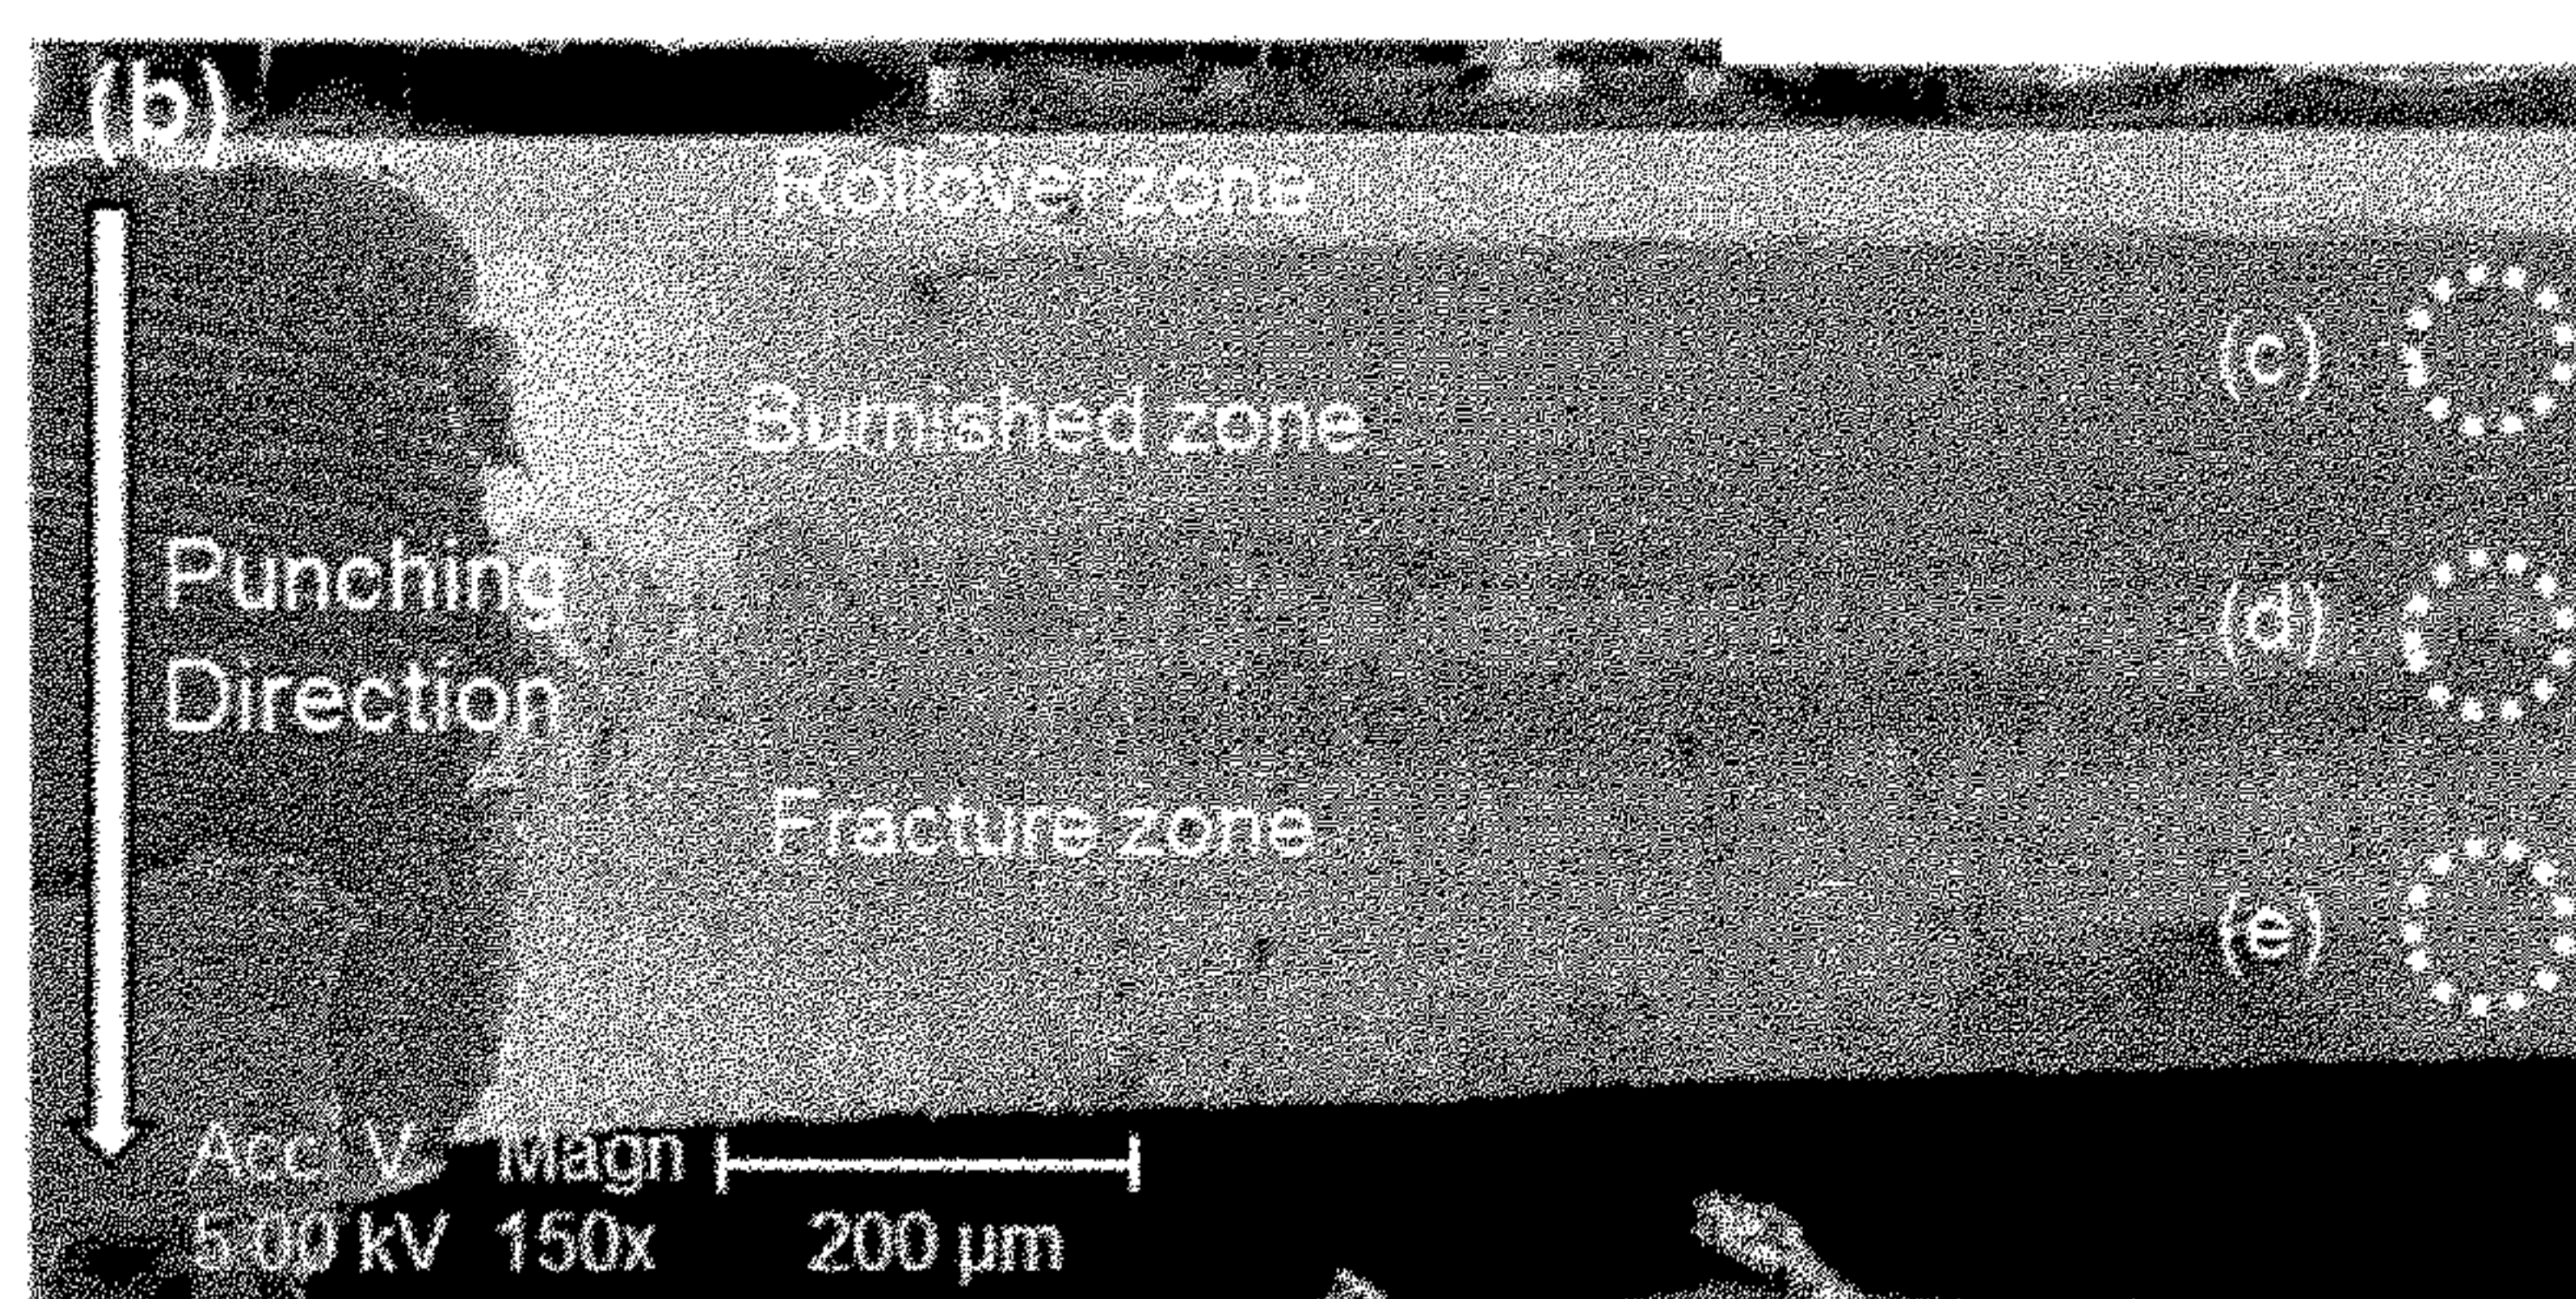 (b)
Rollover zone
(c)
Burnished zone
Punching
Direction
(d)
Fracture zone
(e)
Acc V Magn
5.00 kV 150x 200 µm